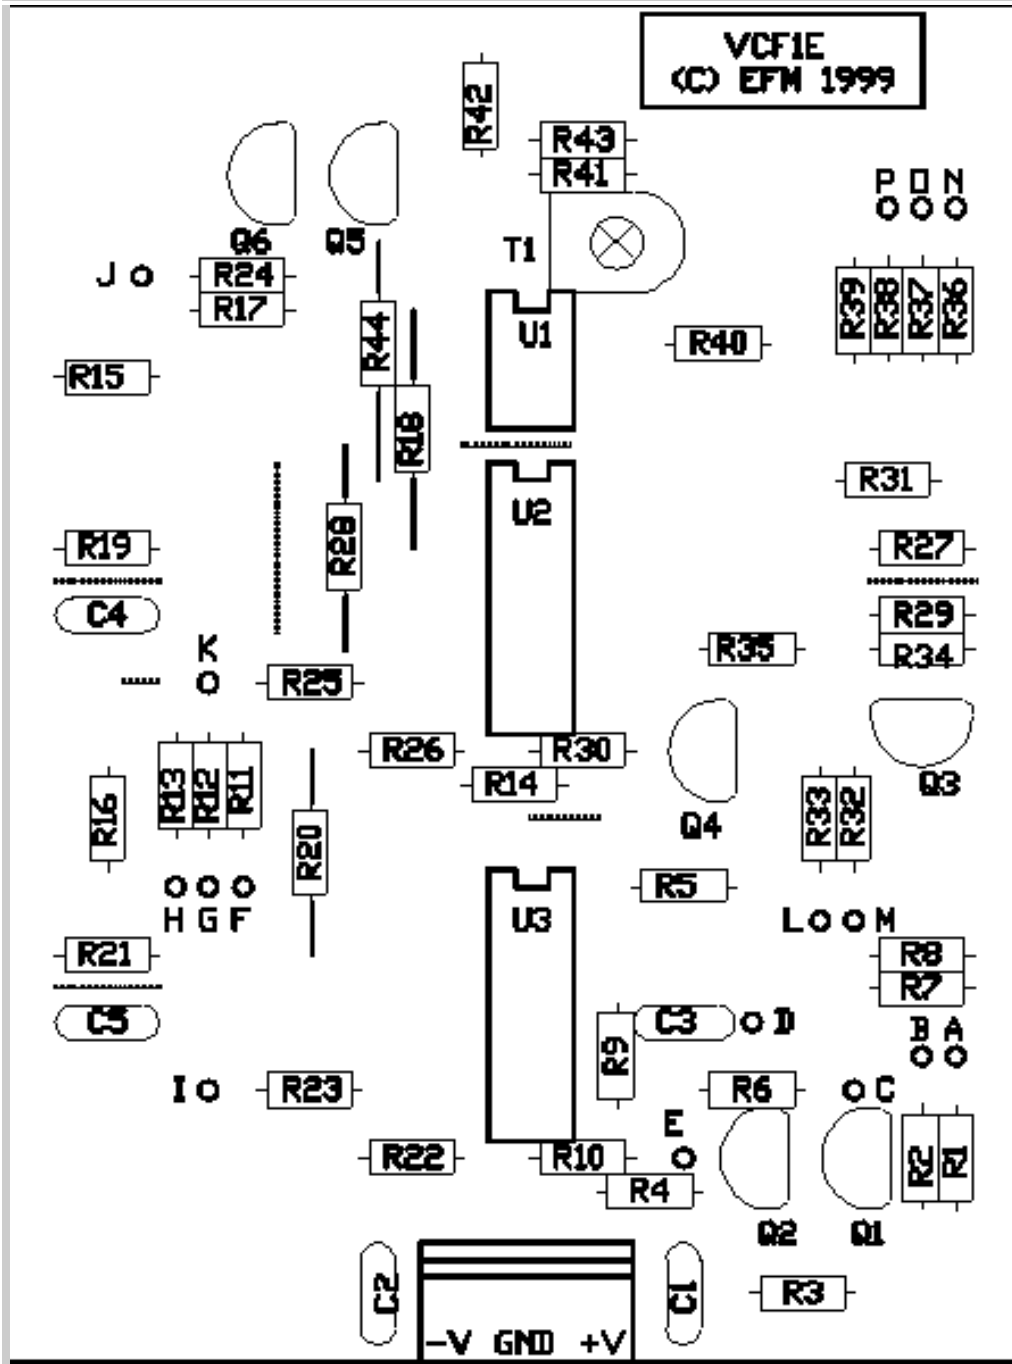 VCF1E
(C) EFM 1999
R42
R43
R41
P O N
Q6
Q5
T1
J
R24
R17
R39
R38
R37
R36
R44
U1
R40
R15
R18
R31
U2
R28
R19
R27
C4
R29
K
R35
R34
R25
R26
R30
R14
Q3
R13
R12
R11
R16
R33
R32
Q4
R20
R5
H G F
U3
L M
R21
R8
R7
C5
C3
D
B A
R9
I
R23
R6
C
E
R22
R10
R2
R1
R4
Q2
Q1
C2
C1
R3
-V GND +V